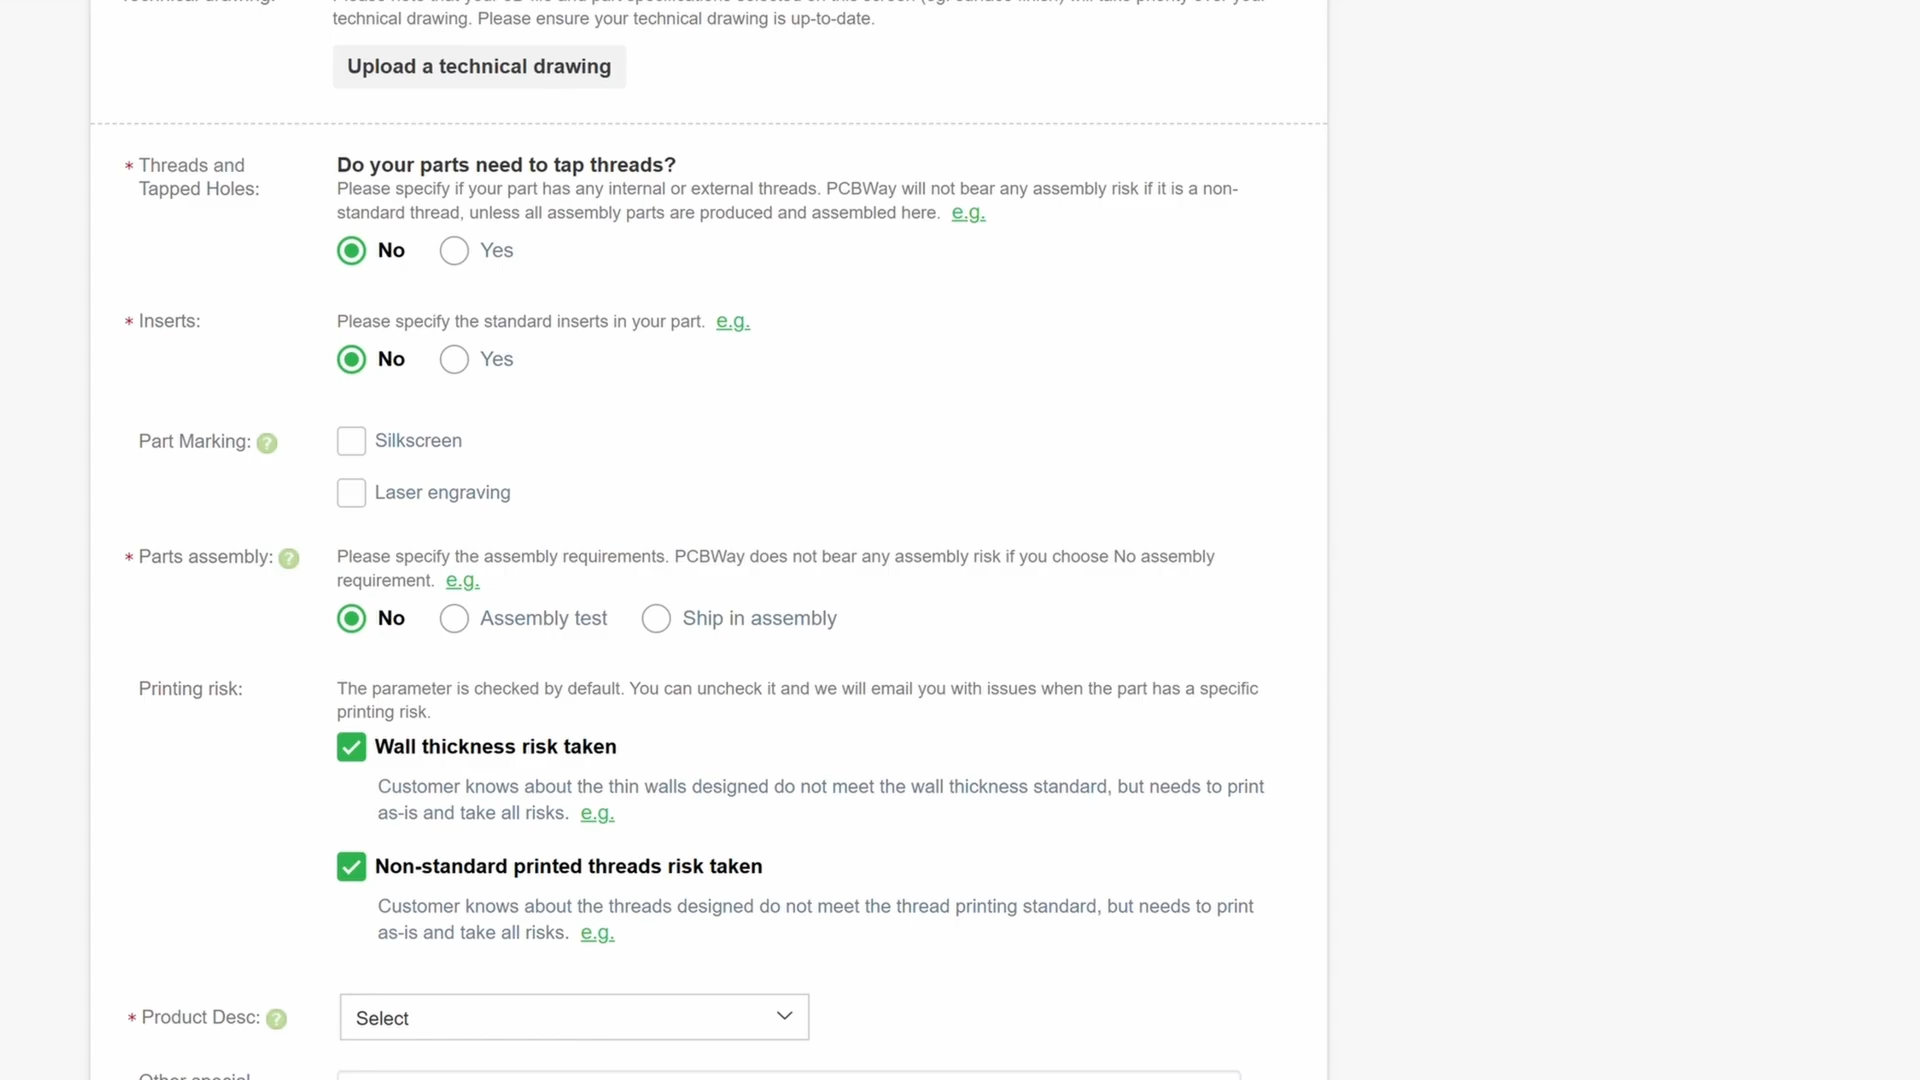 technical drawing. Please ensure your technical drawing is up-to-date.
Upload a technical drawing
* Threads and
Tapped Holes:
Do your parts need to tap threads?
Please specify if your part has any internal or external threads. PCBWay will not bear any assembly risk if it is a non-
standard thread, unless all assembly parts are produced and assembled here. e.g.
No Yes
* Inserts:
Please specify the standard inserts in your part. e.g.
No Yes
Part Marking: ?
Silkscreen
Laser engraving
* Parts assembly: ?
Please specify the assembly requirements. PCBWay does not bear any assembly risk if you choose No assembly
requirement. e.g.
No Assembly test Ship in assembly
Printing risk:
The parameter is checked by default. You can uncheck it and we will email you with issues when the part has a specific
printing risk.
Wall thickness risk taken
Customer knows about the thin walls designed do not meet the wall thickness standard, but needs to print
as-is and take all risks. e.g.
Non-standard printed threads risk taken
Customer knows about the threads designed do not meet the thread printing standard, but needs to print
as-is and take all risks. e.g.
* Product Desc: ?
Select
Other special